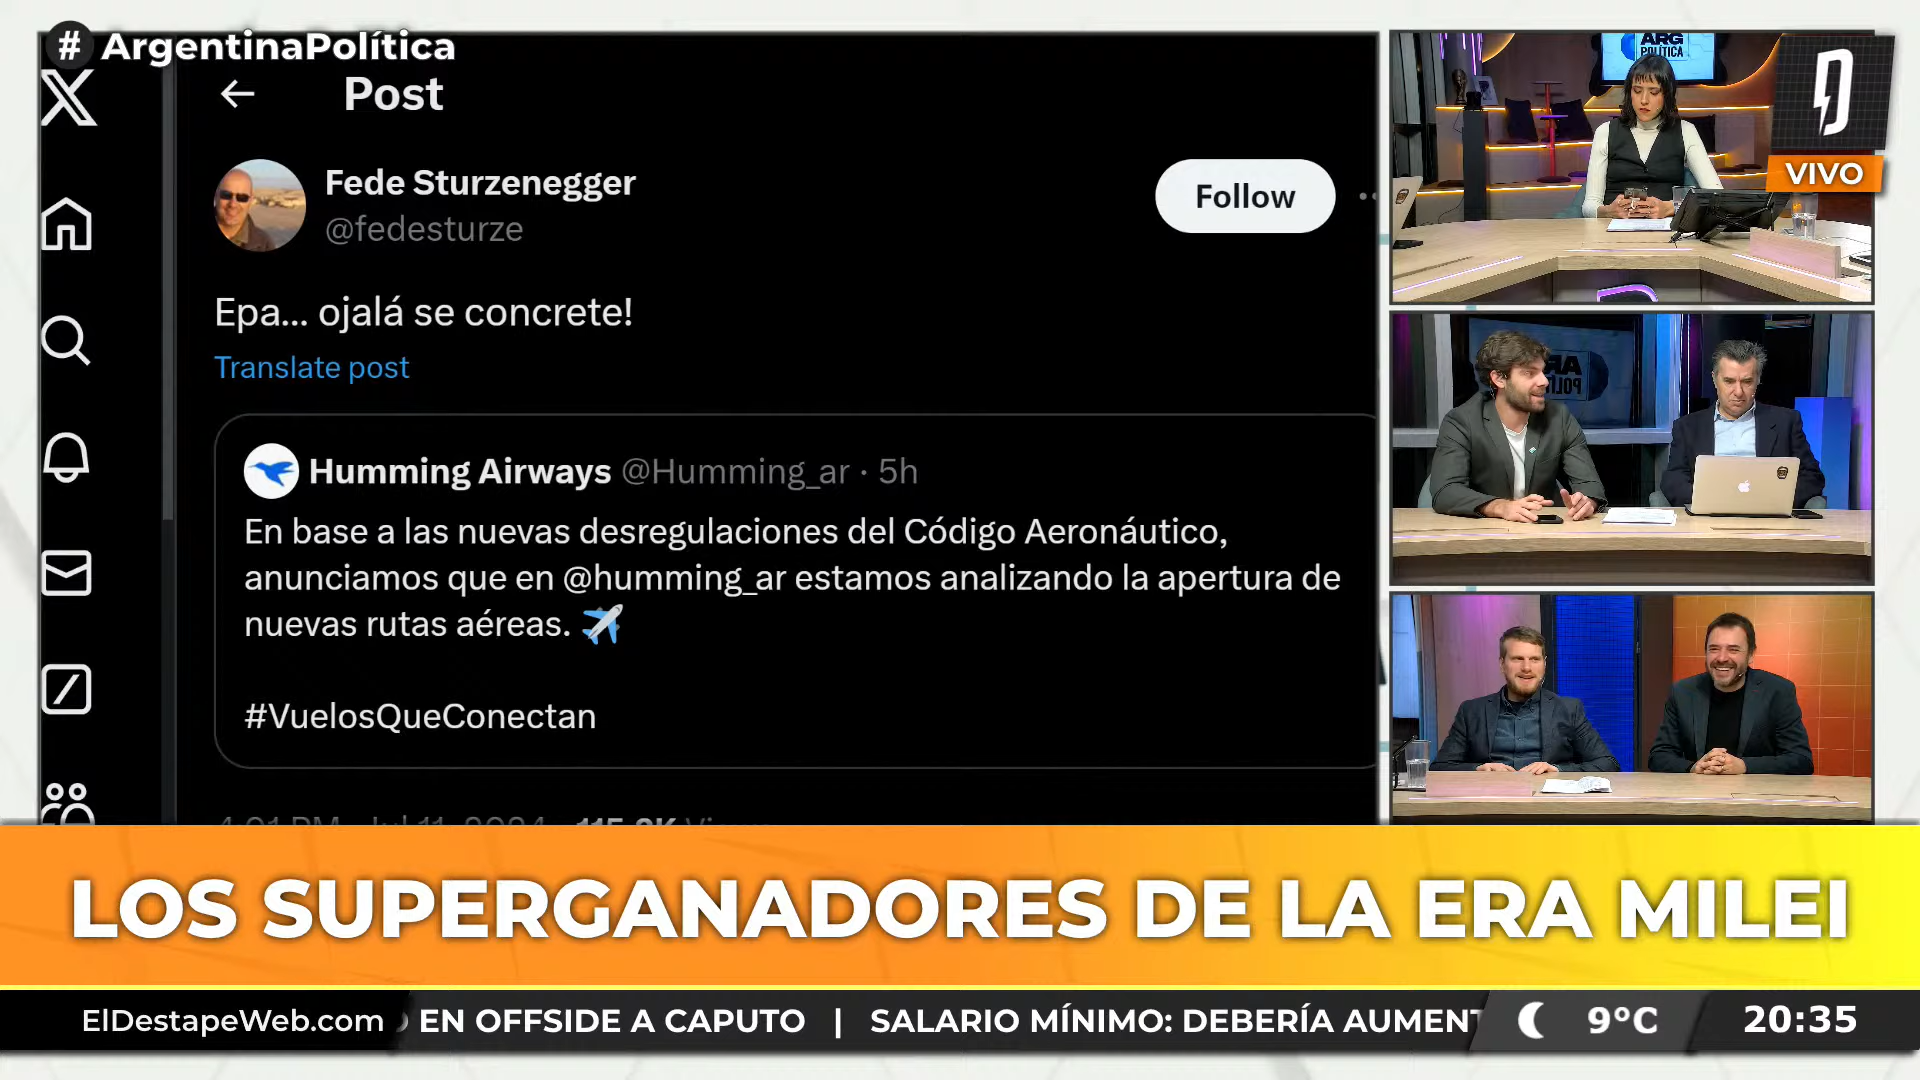 # ArgentinaPolítica
Post
Fede Sturzenegger
@fedesturze
Follow
Epa... ojalá se concrete!
Translate post
Humming Airways @Humming_ar · 5h
En base a las nuevas desregulaciones del Código Aeronáutico,
anunciamos que en @humming_ar estamos analizando la apertura de
nuevas rutas aéreas.
#VuelosQueConectan
ARG
POLÍTICA
VIVO
LOS SUPERGANADORES DE LA ERA MILEI
ElDestapeWeb.com
EN OFFSIDE A CAPUTO | SALARIO MÍNIMO: DEBERÍA AUMENT
9°C
20:35